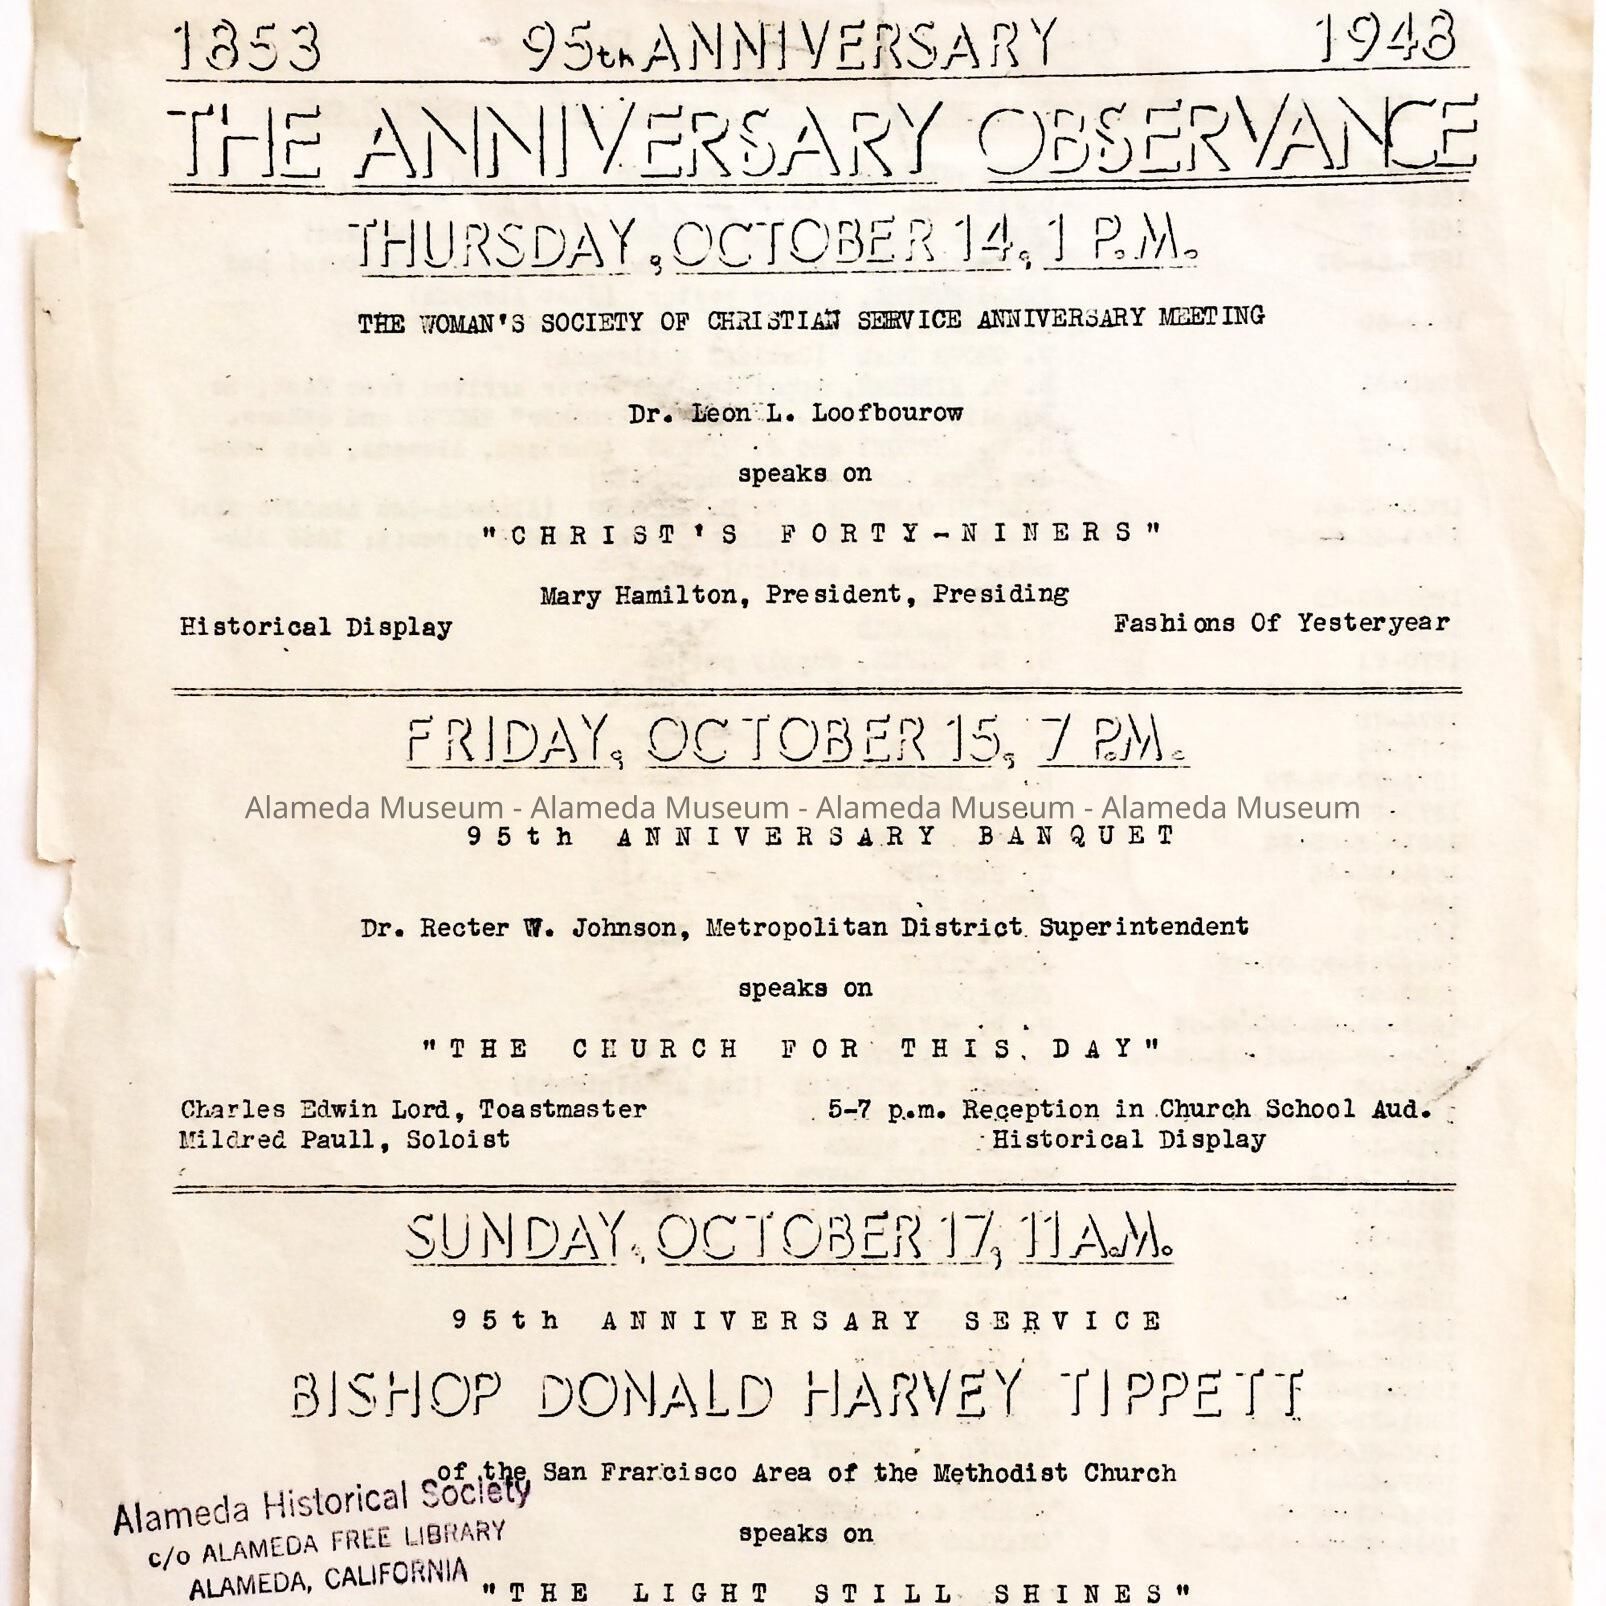 1853 95th ANNIVERSARY 1948
THE ANNIVERSARY OBSERVANCE
THURSDAY, OCTOBER 14, 1 P.M.
THE WOMAN'S SOCIETY OF CHRISTIAN SERVICE ANNIVERSARY MEETING
Dr. Leon L. Loofbourow
speaks on
"CHRIST'S FORTY-NINERS"
Mary Hamilton, President, Presiding
Historical Display Fashions Of Yesteryear
FRIDAY, OCTOBER 15, 7 P.M.
Alameda Museum - Alameda Museum - Alameda Museum - Alameda Museum
95th ANNIVERSARY BANQUET
Dr. Recter W. Johnson, Metropolitan District Superintendent
speaks on
"THE CHURCH FOR THIS DAY"
Charles Edwin Lord, Toastmaster 5-7 p.m. Reception in Church School Aud.
Mildred Paull, Soloist Historical Display
SUNDAY, OCTOBER 17, 11 A.M.
95th ANNIVERSARY SERVICE
BISHOP DONALD HARVEY TIPPETT
of the San Francisco Area of the Methodist Church
Alameda Historical Society
c/o ALAMEDA FREE LIBRARY
ALAMEDA, CALIFORNIA
speaks on
"THE LIGHT STILL SHINES"